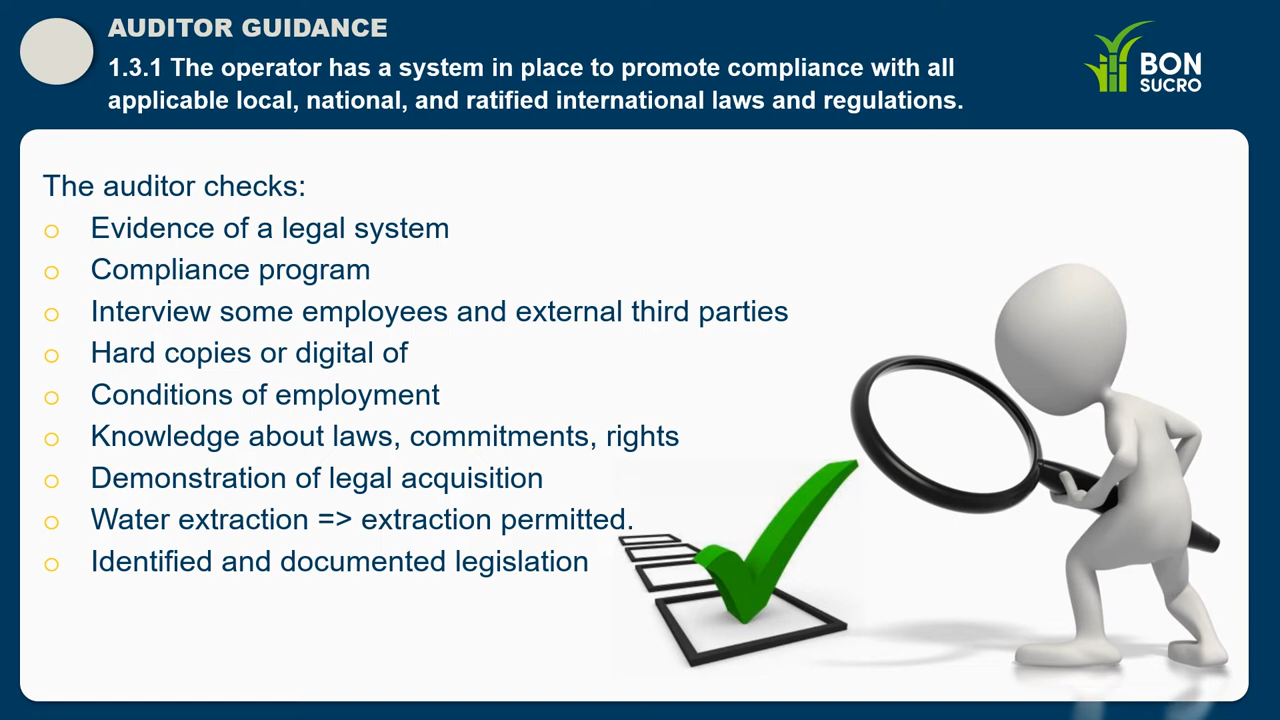 AUDITOR GUIDANCE
1.3.1 The operator has a system in place to promote compliance with all
applicable local, national, and ratified international laws and regulations.
BON
SUCRO
The auditor checks:
o Evidence of a legal system
o Compliance program
o Interview some employees and external third parties
o Hard copies or digital of
o Conditions of employment
o Knowledge about laws, commitments, rights
o Demonstration of legal acquisition
o Water extraction => extraction permitted.
o Identified and documented legislation